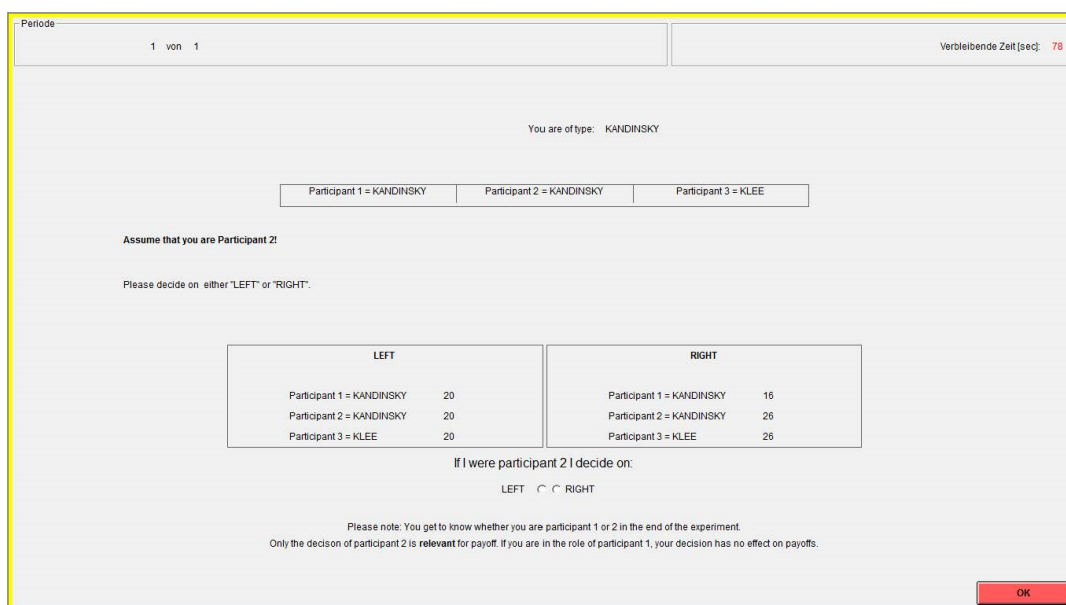 Periode
1 von 1
Verbleibende Zeit [sec]: 78
You are of type: KANDINSKY
Participant 1 = KANDINSKY Participant 2 = KANDINSKY Participant 3 = KLEE
Assume that you are Participant 2!
Please decide on either "LEFT" or "RIGHT".
LEFT RIGHT
Participant 1 = KANDINSKY 20 Participant 1 = KANDINSKY 16
Participant 2 = KANDINSKY 20 Participant 2 = KANDINSKY 26
Participant 3 = KLEE 20 Participant 3 = KLEE 26
If I were participant 2 I decide on:
LEFT RIGHT
Please note: You get to know whether you are participant 1 or 2 in the end of the experiment.
Only the decison of participant 2 is relevant for payoff. If you are in the role of participant 1, your decision has no effect on payoffs.
OK